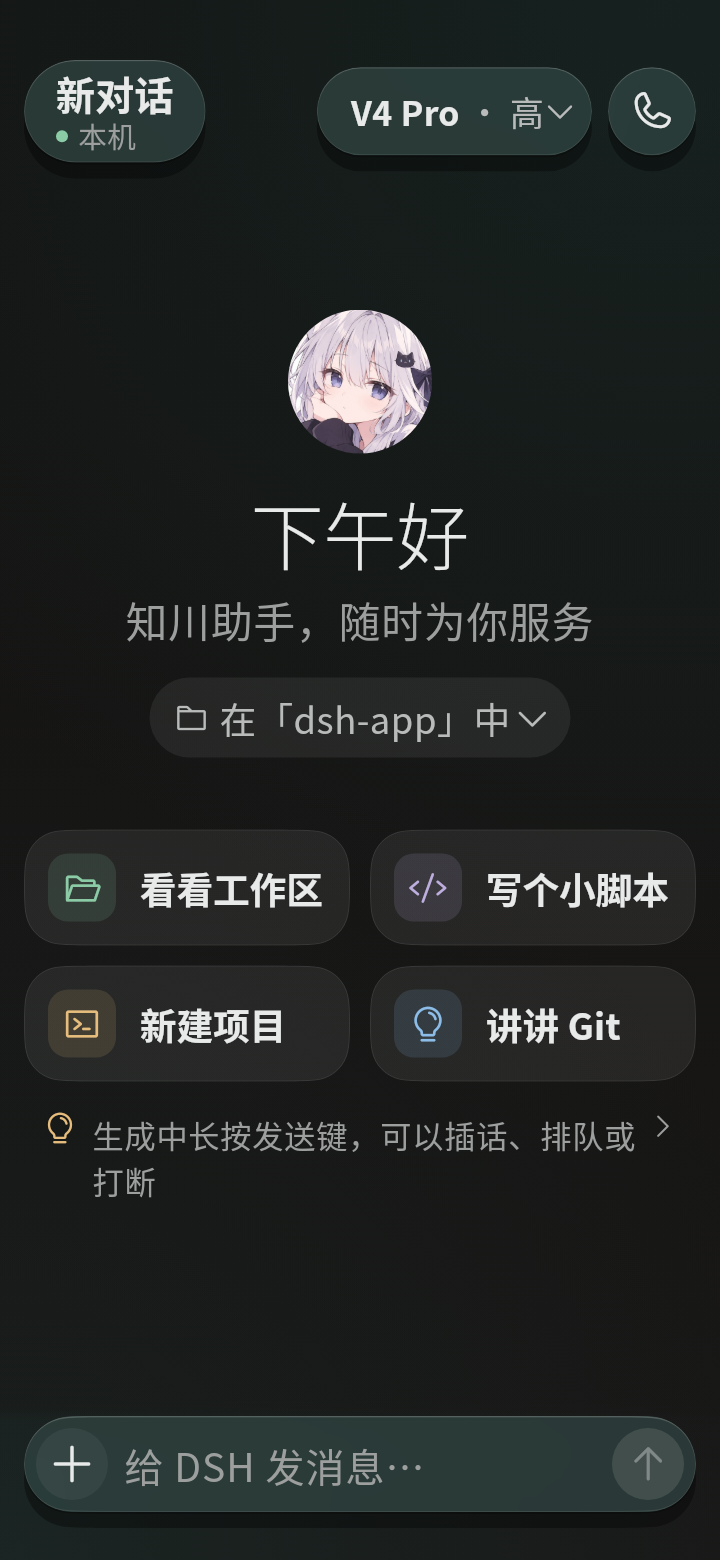 新对话
本机
V4 Pro · 高
下午好
知川助手，随时为你服务
在「dsh-app」中
看看工作区
写个小脚本
新建项目
讲讲 Git
生成中长按发送键，可以插话、排队或
打断
给 DSH 发消息…